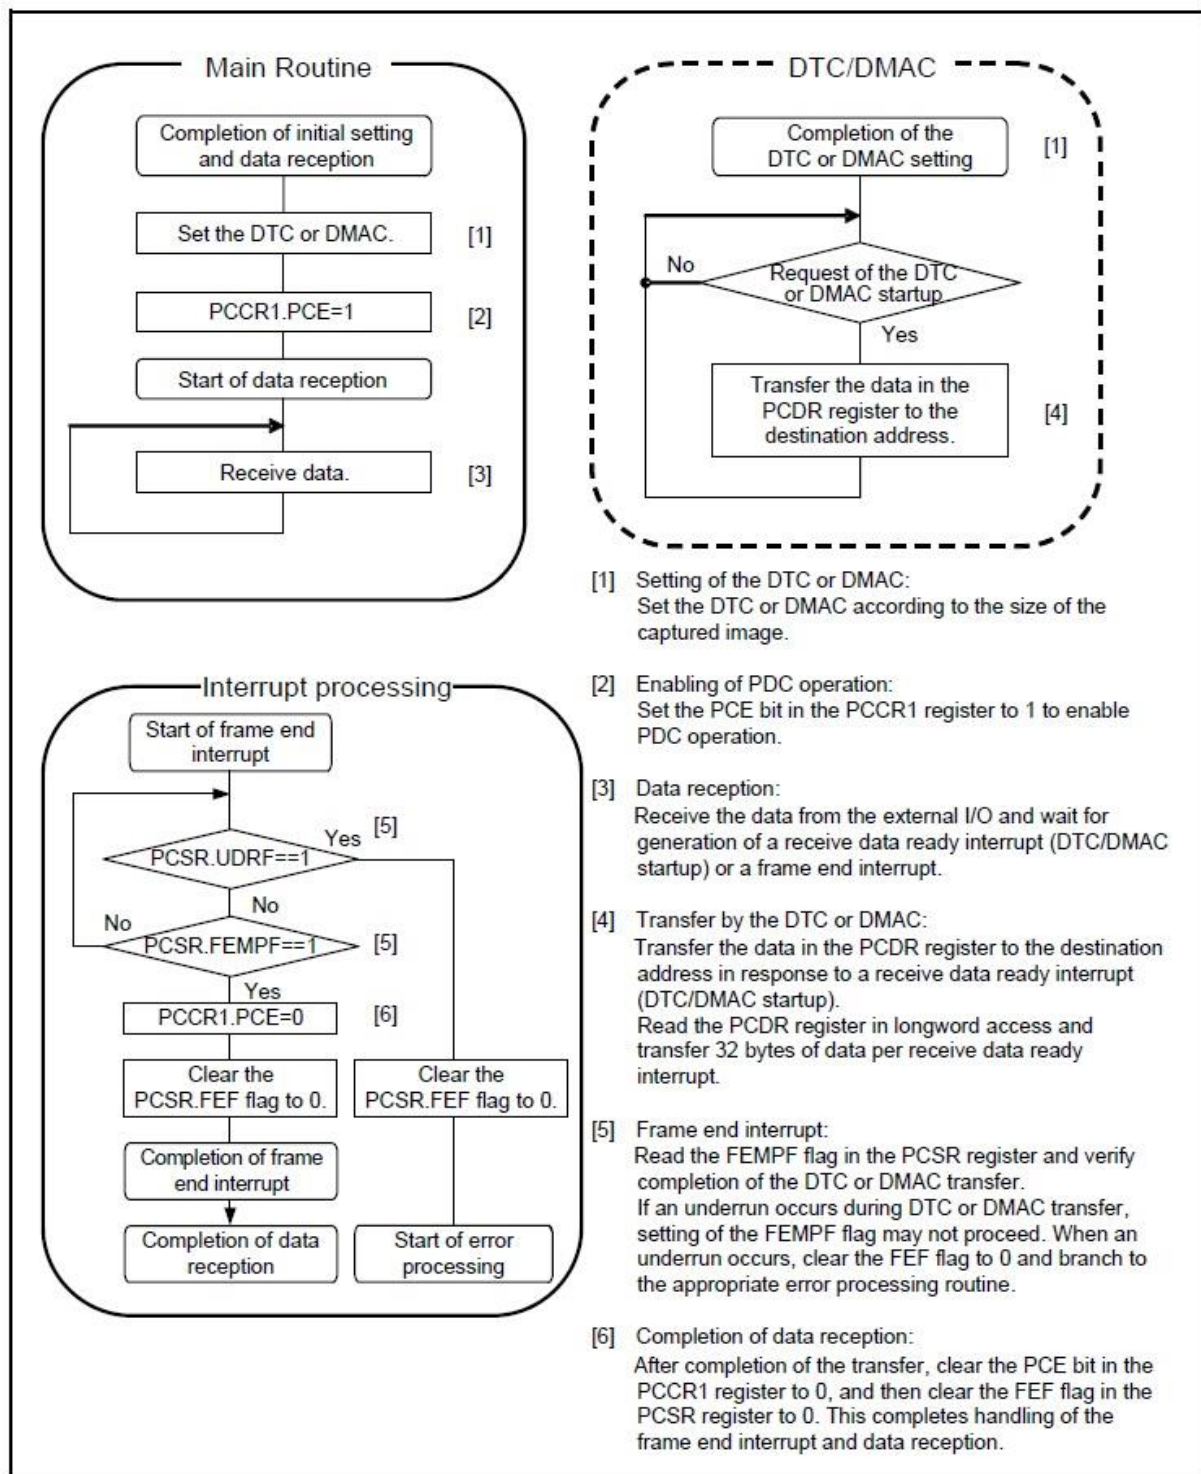 Main Routine
Completion of initial setting
and data reception
Set the DTC or DMAC.
[1]
PCCR1.PCE=1
[2]
Start of data reception
Receive data.
[3]
DTC/DMAC
Completion of the
DTC or DMAC setting
[1]
No
Request of the DTC
or DMAC startup
Yes
Transfer the data in the
PCDR register to the
destination address.
[4]
Interrupt processing
Start of frame end
interrupt
Yes
[5]
PCSR.UDRF==1
No
No
PCSR.FEMPF==1
[5]
Yes
PCCR1.PCE=0
[6]
Clear the
PCSR.FEF flag to 0.
Clear the
PCSR.FEF flag to 0.
Completion of frame
end interrupt
Completion of data
reception
Start of error
processing
[1] Setting of the DTC or DMAC:
Set the DTC or DMAC according to the size of the
captured image.
[2] Enabling of PDC operation:
Set the PCE bit in the PCCR1 register to 1 to enable
PDC operation.
[3] Data reception:
Receive the data from the external I/O and wait for
generation of a receive data ready interrupt (DTC/DMAC
startup) or a frame end interrupt.
[4] Transfer by the DTC or DMAC:
Transfer the data in the PCDR register to the destination
address in response to a receive data ready interrupt
(DTC/DMAC startup).
Read the PCDR register in longword access and
transfer 32 bytes of data per receive data ready
interrupt.
[5] Frame end interrupt:
Read the FEMPF flag in the PCSR register and verify
completion of the DTC or DMAC transfer.
If an underrun occurs during DTC or DMAC transfer,
setting of the FEMPF flag may not proceed. When an
underrun occurs, clear the FEF flag to 0 and branch to
the appropriate error processing routine.
[6] Completion of data reception:
After completion of the transfer, clear the PCE bit in the
PCCR1 register to 0, and then clear the FEF flag in the
PCSR register to 0. This completes handling of the
frame end interrupt and data reception.